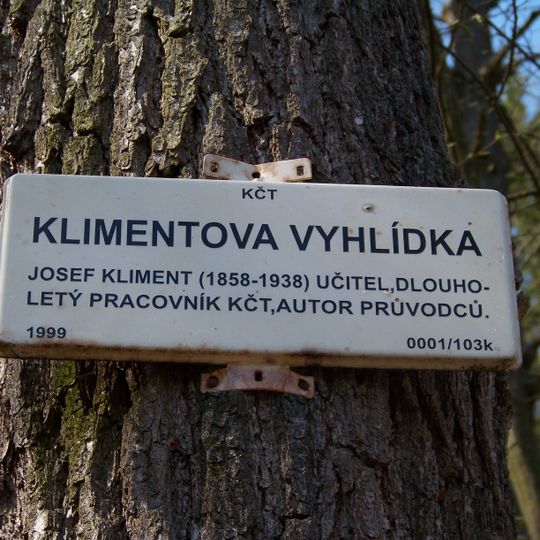 KČT
KLIMENTOVA VYHLÍDKA
JOSEF KLIMENT (1858-1938) UČITEL,DLOUHO-
LETÝ PRACOVNÍK KČT,AUTOR PRŮVODCŮ.
1999 0001/103k